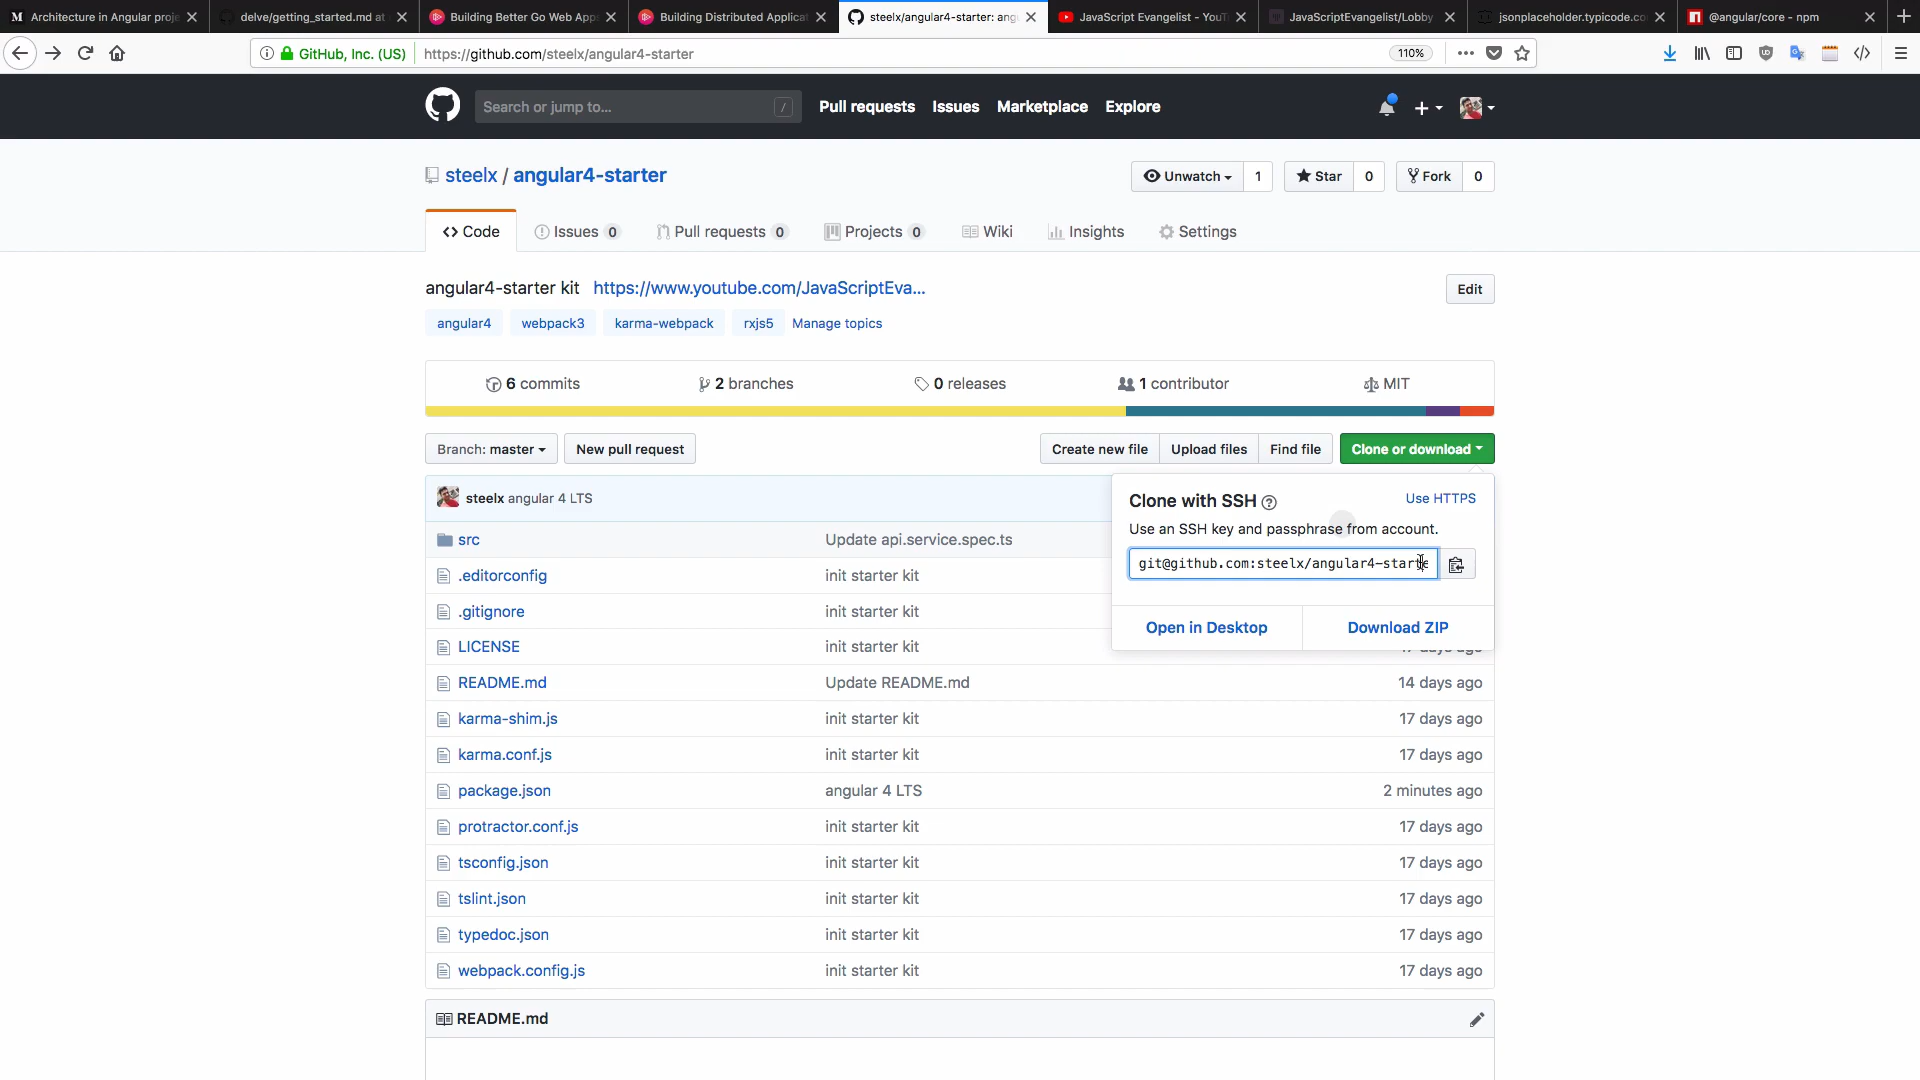 Architecture in Angular proje
delve/getting_started.md at
Building Better Go Web App
Building Distributed Applicat
steelx/angular4-starter: ang
JavaScript Evangelist - YouT
JavaScriptEvangelist/Lobby
jsonplaceholder.typicode.co
@angular/core - npm
GitHub, Inc. (US)
https://github.com/steelx/angular4-starter
110%
Search or jump to...
/
Pull requests
Issues
Marketplace
Explore
steelx / angular4-starter
Unwatch 1
Star 0
Fork 0
Code
Issues 0
Pull requests 0
Projects 0
Wiki
Insights
Settings
angular4-starter kit https://www.youtube.com/JavaScriptEva...
Edit
angular4 webpack3 karma-webpack rxjs5 Manage topics
6 commits
2 branches
0 releases
1 contributor
MIT
Branch: master
New pull request
Create new file
Upload files
Find file
Clone or download
steelx angular 4 LTS
Clone with SSH
Use HTTPS
Use an SSH key and passphrase from account.
git@github.com:steelx/angular4-starte
Open in Desktop
Download ZIP
src Update api.service.spec.ts
.editorconfig init starter kit
.gitignore init starter kit
LICENSE init starter kit 17 days ago
README.md Update README.md 14 days ago
karma-shim.js init starter kit 17 days ago
karma.conf.js init starter kit 17 days ago
package.json angular 4 LTS 2 minutes ago
protractor.conf.js init starter kit 17 days ago
tsconfig.json init starter kit 17 days ago
tslint.json init starter kit 17 days ago
typedoc.json init starter kit 17 days ago
webpack.config.js init starter kit 17 days ago
README.md